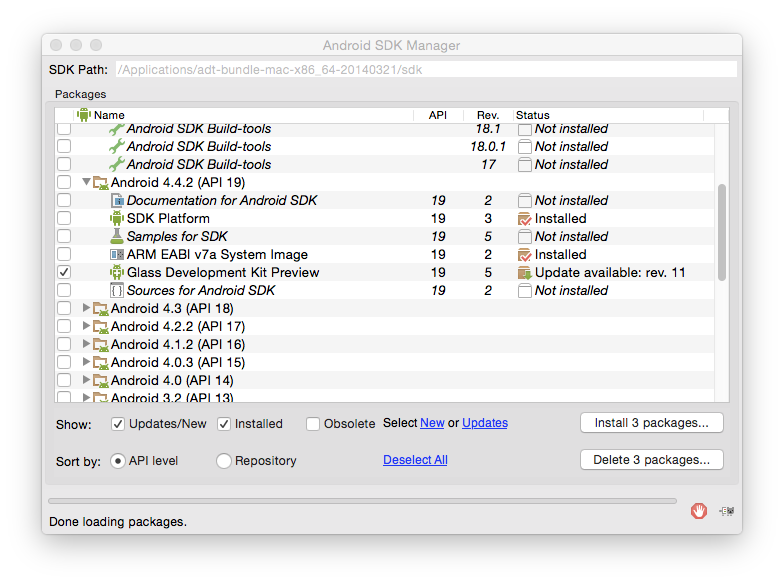 Android SDK Manager
SDK Path: /Applications/adt-bundle-mac-x86_64-20140321/sdk
Packages
Name API Rev. Status
Android SDK Build-tools 18.1 Not installed
Android SDK Build-tools 18.0.1 Not installed
Android SDK Build-tools 17 Not installed
Android 4.4.2 (API 19)
Documentation for Android SDK 19 2 Not installed
SDK Platform 19 3 Installed
Samples for SDK 19 5 Not installed
ARM EABI v7a System Image 19 2 Installed
Glass Development Kit Preview 19 5 Update available: rev. 11
Sources for Android SDK 19 2 Not installed
Android 4.3 (API 18)
Android 4.2.2 (API 17)
Android 4.1.2 (API 16)
Android 4.0.3 (API 15)
Android 4.0 (API 14)
Android 3.2 (API 13)
Show: Updates/New Installed Obsolete Select New or Updates Install 3 packages...
Sort by: API level Repository Deselect All Delete 3 packages...
Done loading packages.